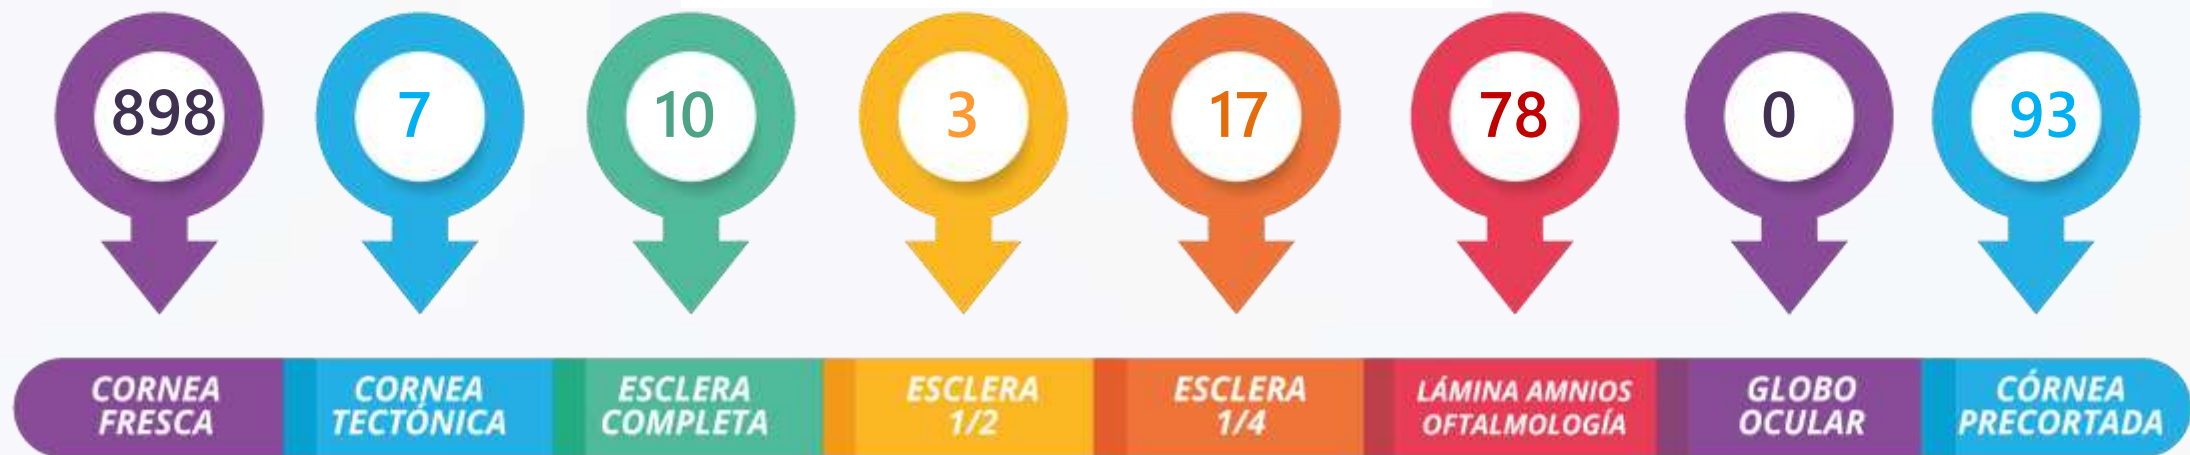 898
7
10
3
17
78
0
93
CORNEA
FRESCA
CORNEA
TECTÓNICA
ESCLERA
COMPLETA
ESCLERA
1/2
ESCLERA
1/4
LÁMINA AMNIOS
OFTALMOLOGÍA
GLOBO
OCULAR
CÓRNEA
PRECORTADA